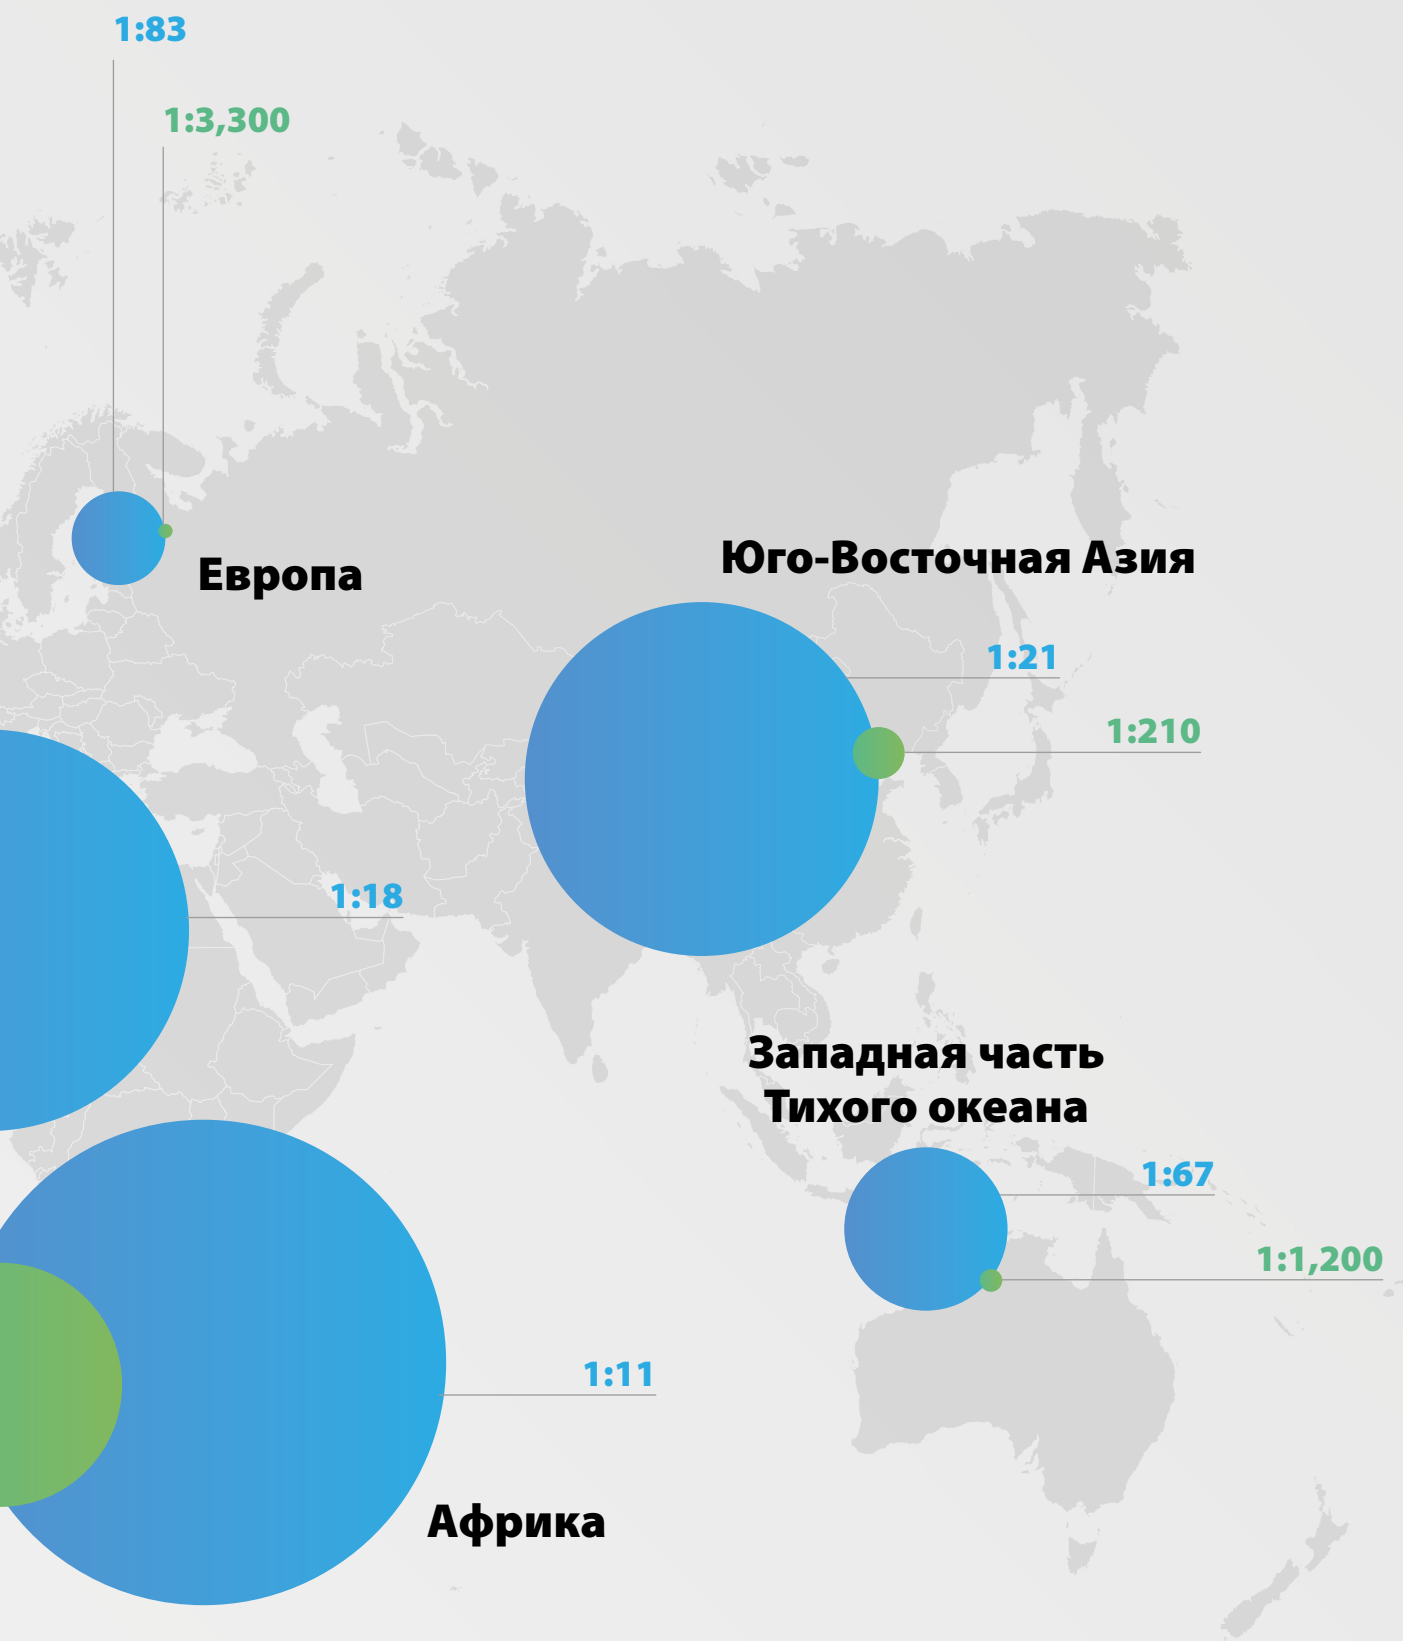 1:83
1:3,300
Европа
Юго-Восточная Азия
1:21
1:210
1:18
Западная часть
Тихого океана
1:67
1:1,200
1:11
Африка